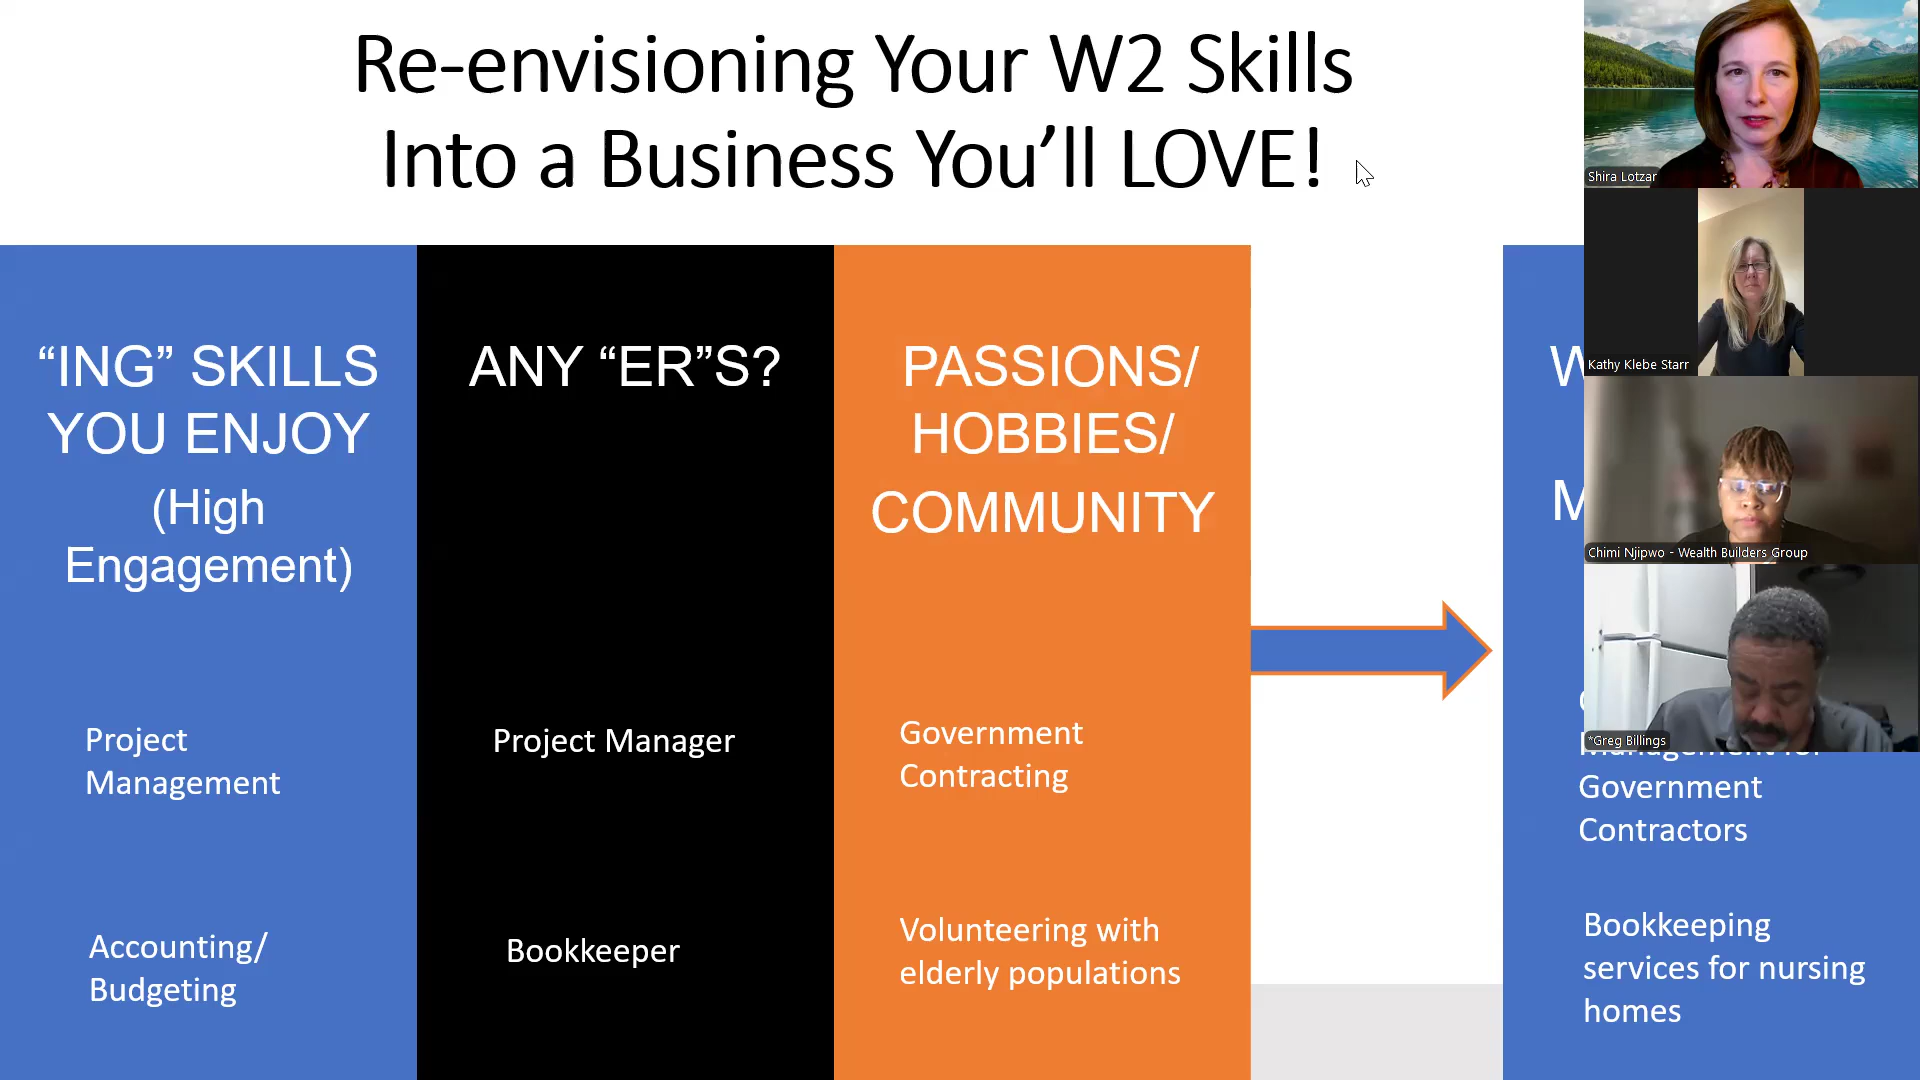 Re-envisioning Your W2 Skills
Into a Business You’ll LOVE!
“ING” SKILLS
YOU ENJOY
(High
Engagement)
Project
Management
Accounting/
Budgeting
ANY “ER”S?
Project Manager
Bookkeeper
PASSIONS/
HOBBIES/
COMMUNITY
Government
Contracting
Volunteering with
elderly populations
Government
Contractors
Bookkeeping
services for nursing
homes
Shira Lotzar
Kathy Klebe Starr
Chimi Njipwo - Wealth Builders Group
*Greg Billings